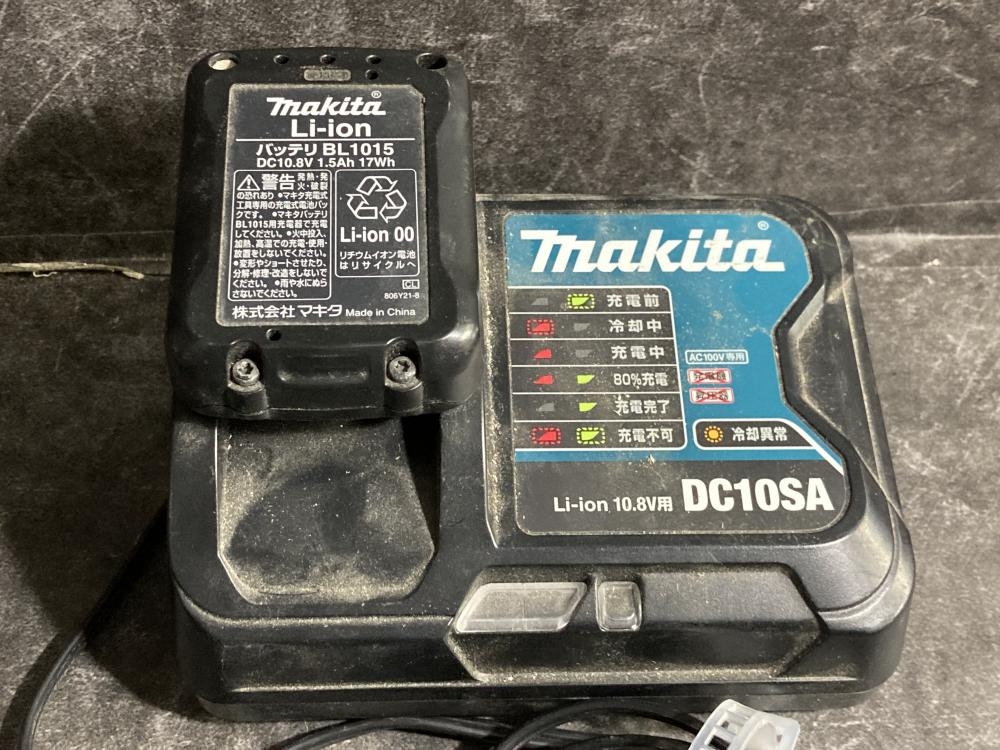 makita®
Li-ion
バッテリ BL1015
DC10.8V 1.5Ah 17Wh
警告 発熱・発
火・破裂
の恐れあり ●マキタ充電式
工具専用の充電式電池パッ
クです。 ●マキタバッテリ
BL1015用充電器で充電
してください。 ●火中投入、
加熱、高温での充電・使用・
放置をしないでください。
●変形やショートさせたり、
分解・修理・改造をしないで
ください。 ●雨や水にぬら
さないでください。
Li-ion 00
リチウムイオン電池
はリサイクルへ
CL
806Y21-8
株式会社 マキタ Made in China
makita®
充電前
冷却中
充電中
80%充電
充電完了
充電不可
AC100V専用
発電機
変圧器
冷却異常
Li-ion 10.8V用 DC10SA